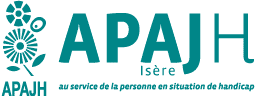 APAJH
Isère
APAJH
au service de la personne en situation de handicap